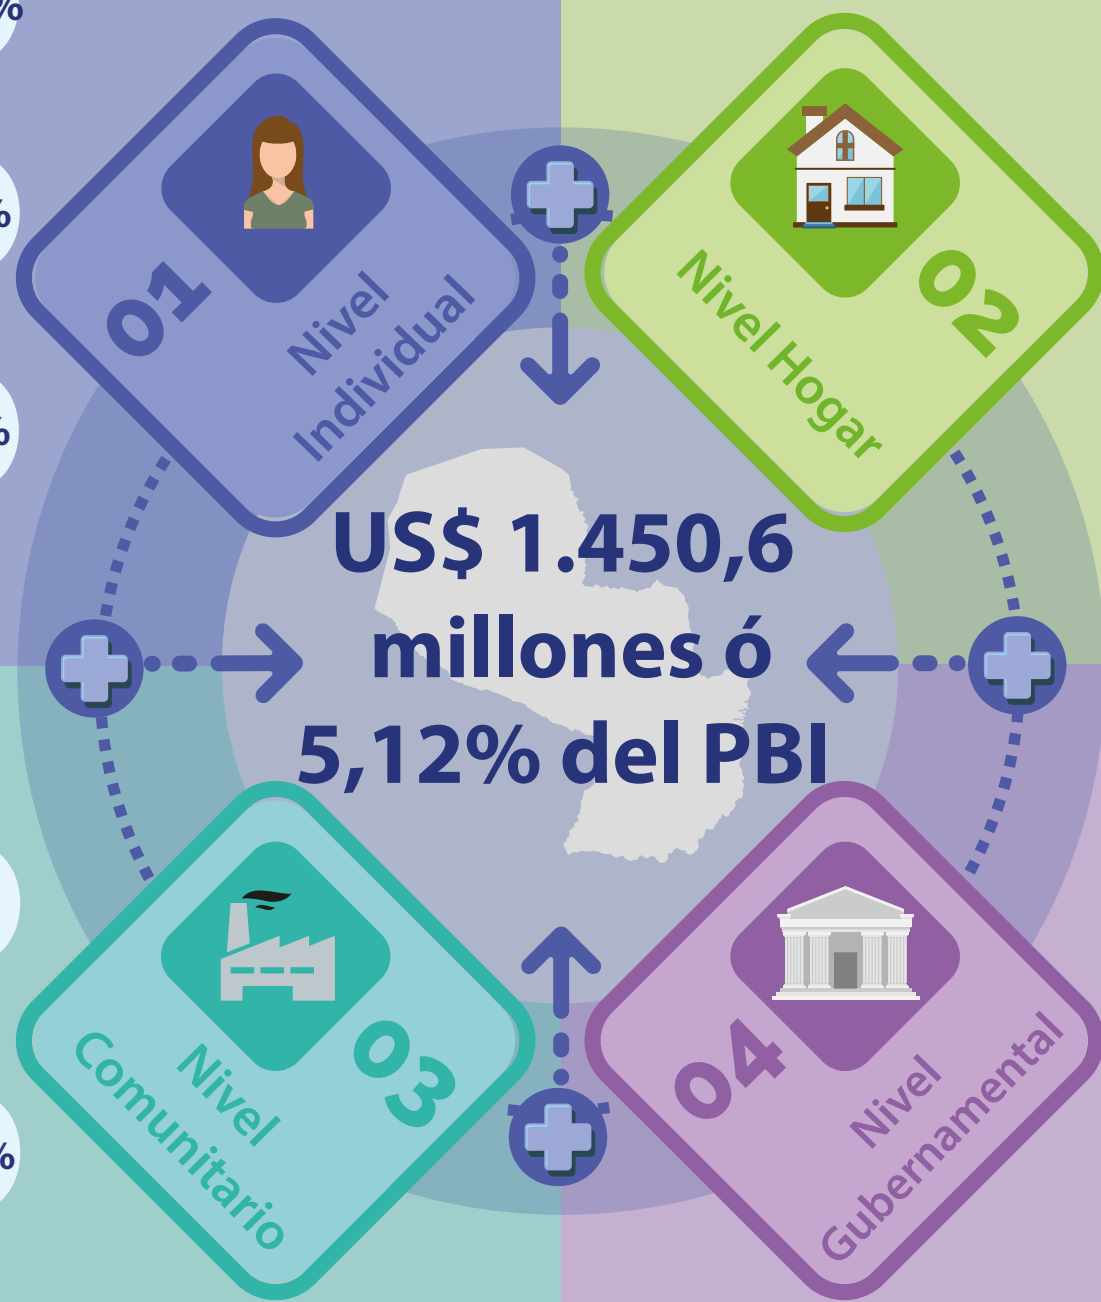 %
%
%
%
01
Nivel
Individual
02
Nivel Hogar
US$ 1.450,6
millones ó
5,12% del PBI
03
Nivel
Comunitario
04
Nivel
Gubernamental